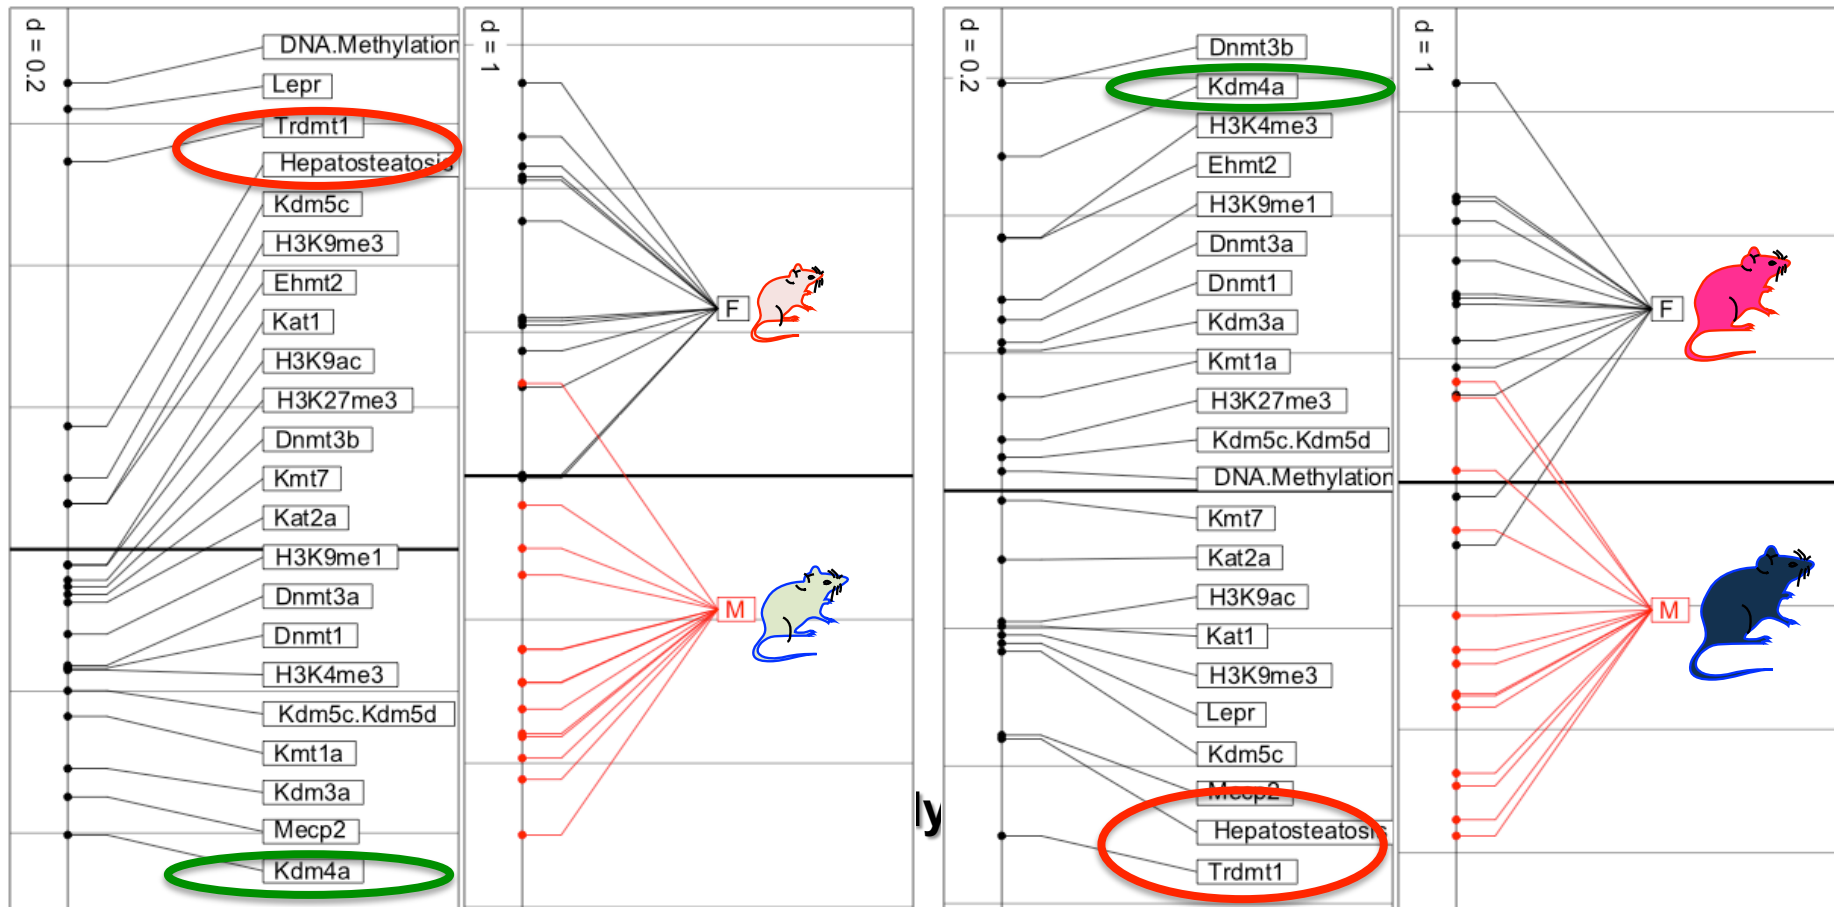 d = 0.2
DNA.Methylation
Lepr
Trdmt1
Hepatosteatosis
Kdm5c
H3K9me3
Ehmt2
Kat1
H3K9ac
H3K27me3
Dnmt3b
Kmt7
Kat2a
H3K9me1
Dnmt3a
Dnmt1
H3K4me3
Kdm5c.Kdm5d
Kmt1a
Kdm3a
Mecp2
Kdm4a
d = 1
F
M
ly
d = 0.2
Dnmt3b
Kdm4a
H3K4me3
Ehmt2
H3K9me1
Dnmt3a
Dnmt1
Kdm3a
Kmt1a
H3K27me3
Kdm5c.Kdm5d
DNA.Methylation
Kmt7
Kat2a
H3K9ac
Kat1
H3K9me3
Lepr
Kdm5c
Mecp2
Hepatosteatosis
Trdmt1
d = 1
F
M